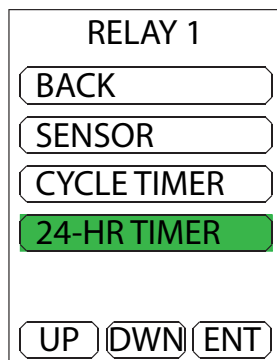 RELAY 1
BACK
SENSOR
CYCLE TIMER
24-HR TIMER
UP DWN ENT